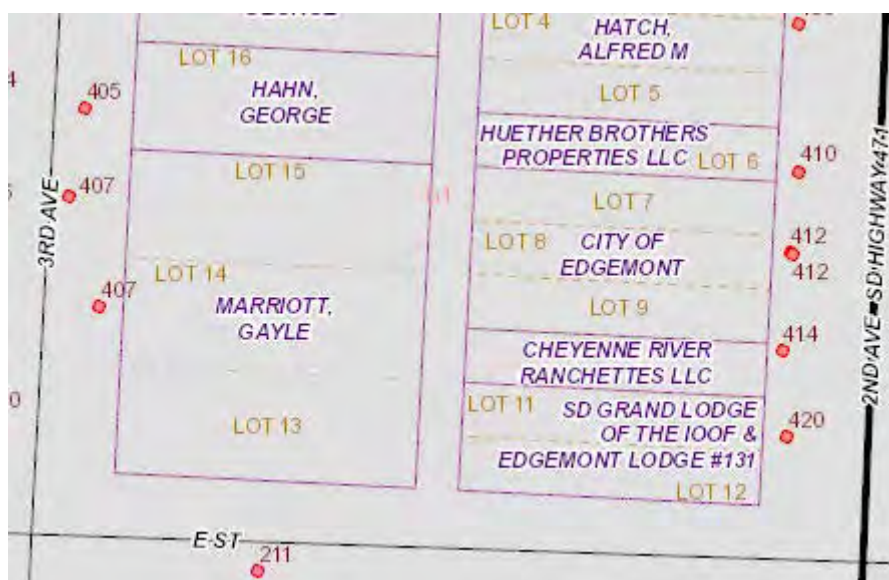 LOT 4
HATCH,
ALFRED M
LOT 16
LOT 5
HAHN,
GEORGE
405
HUETHER BROTHERS
PROPERTIES LLC
LOT 6
410
LOT 15
407
LOT 7
3RD AVE
412
LOT 8
CITY OF
EDGEMONT
412
LOT 14
407
MARRIOTT,
GAYLE
LOT 9
414
CHEYENNE RIVER
RANCHETTES LLC
2ND AVE
SD HIGHWAY 471
LOT 11
SD GRAND LODGE
OF THE IOOF &
EDGEMONT LODGE #131
420
LOT 13
LOT 12
E ST
211